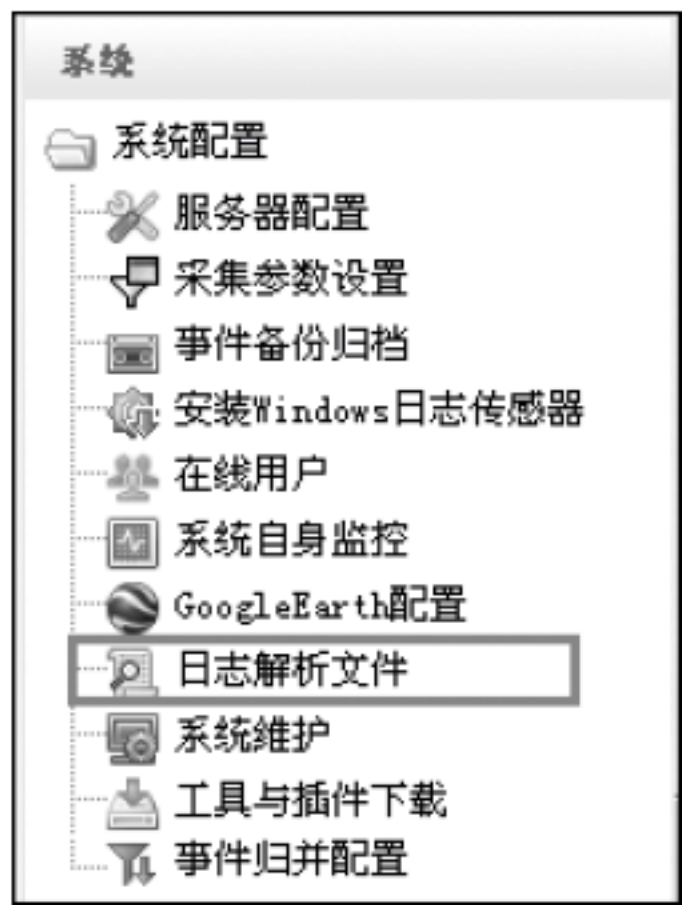 系统
系统配置
服务器配置
采集参数设置
事件备份归档
安装Windows日志传感器
在线用户
系统自身监控
GoogleEarth配置
日志解析文件
系统维护
工具与插件下载
事件归并配置